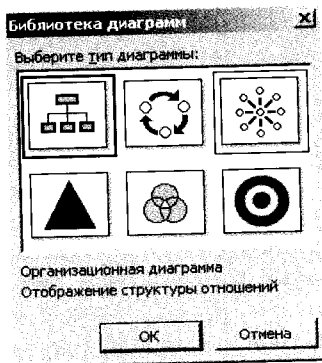 Библиотека диаграмм
Выберите тип диаграммы:
Организационная диаграмма
Отображение структуры отношений
ОК
Отмена